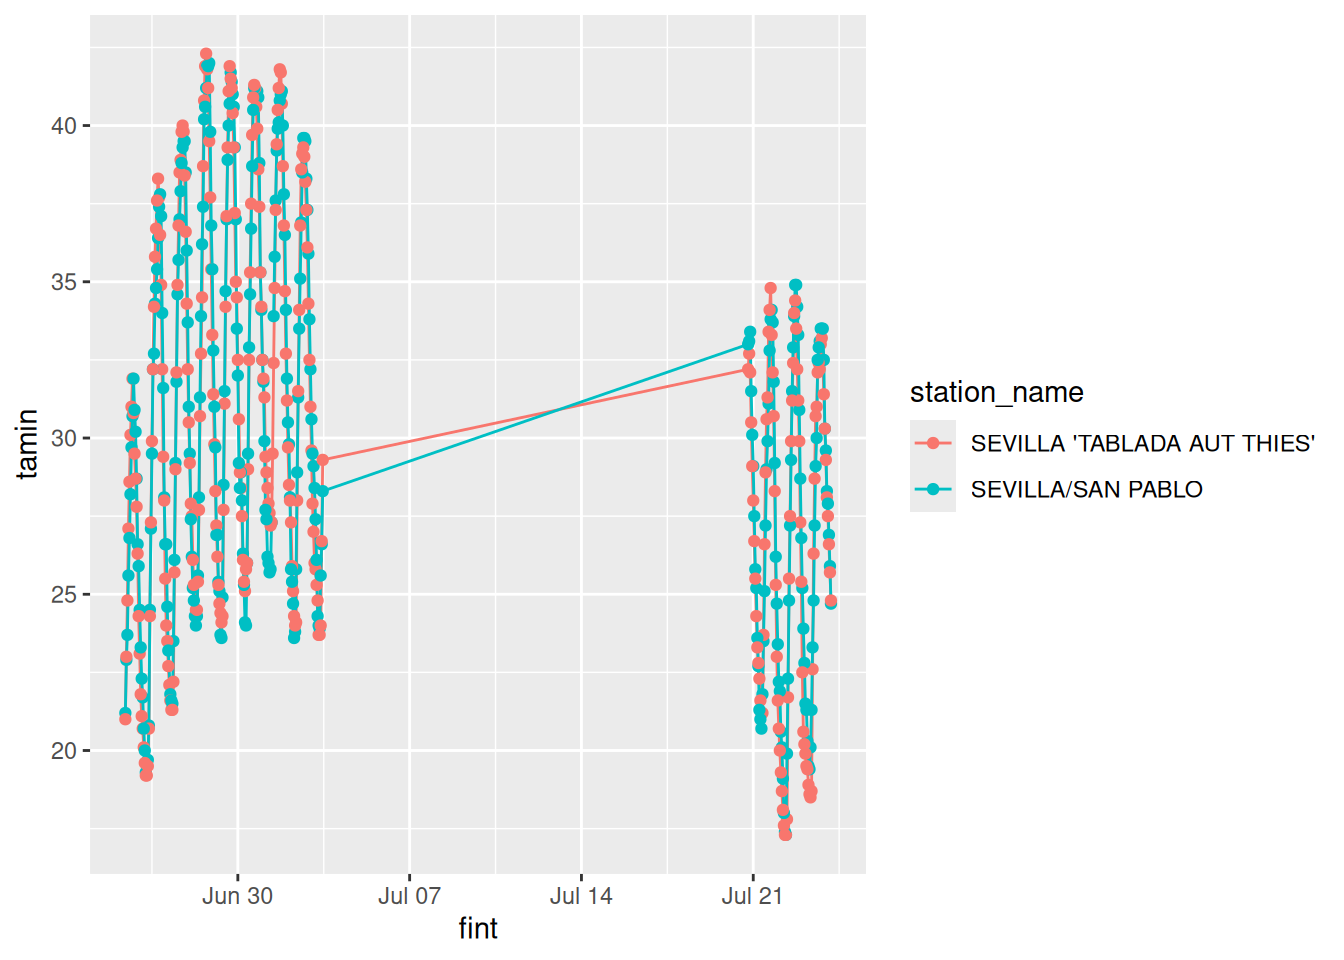 40
35
30
25
20
tamin
Jun 30
Jul 07
Jul 14
Jul 21
fint
station_name
SEVILLA 'TABLADA AUT THIES'
SEVILLA/SAN PABLO